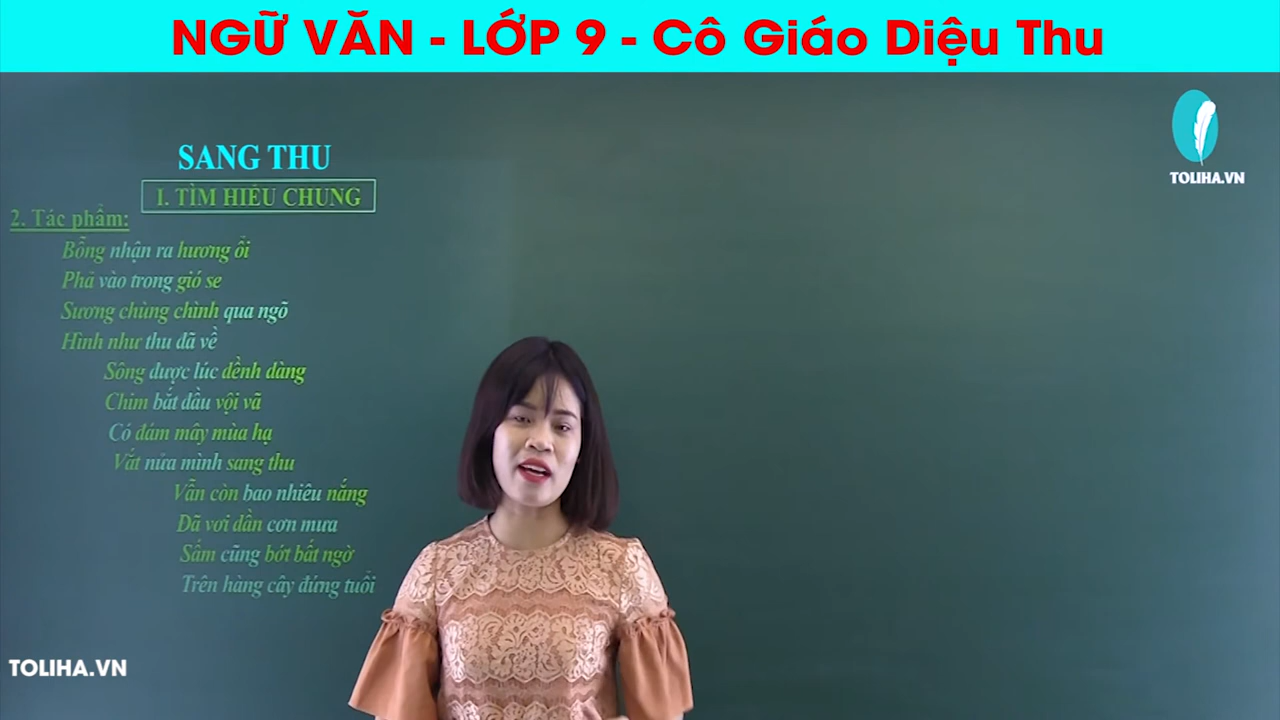 NGỮ VĂN - LỚP 9 - Cô Giáo Diệu Thu
TOLIHA.VN
SANG THU
I. TÌM HIỂU CHUNG
2. Tác phẩm:
Bỗng nhận ra hương ổi
Phả vào trong gió se
Sương chùng chình qua ngõ
Hình như thu đã về
Sông được lúc dềnh dàng
Chim bắt đầu vội vã
Có đám mây mùa hạ
Vắt nửa mình sang thu
Vẫn còn bao nhiêu nắng
Đã vơi dần cơn mưa
Sấm cũng bớt bất ngờ
Trên hàng cây đứng tuổi
TOLIHA.VN